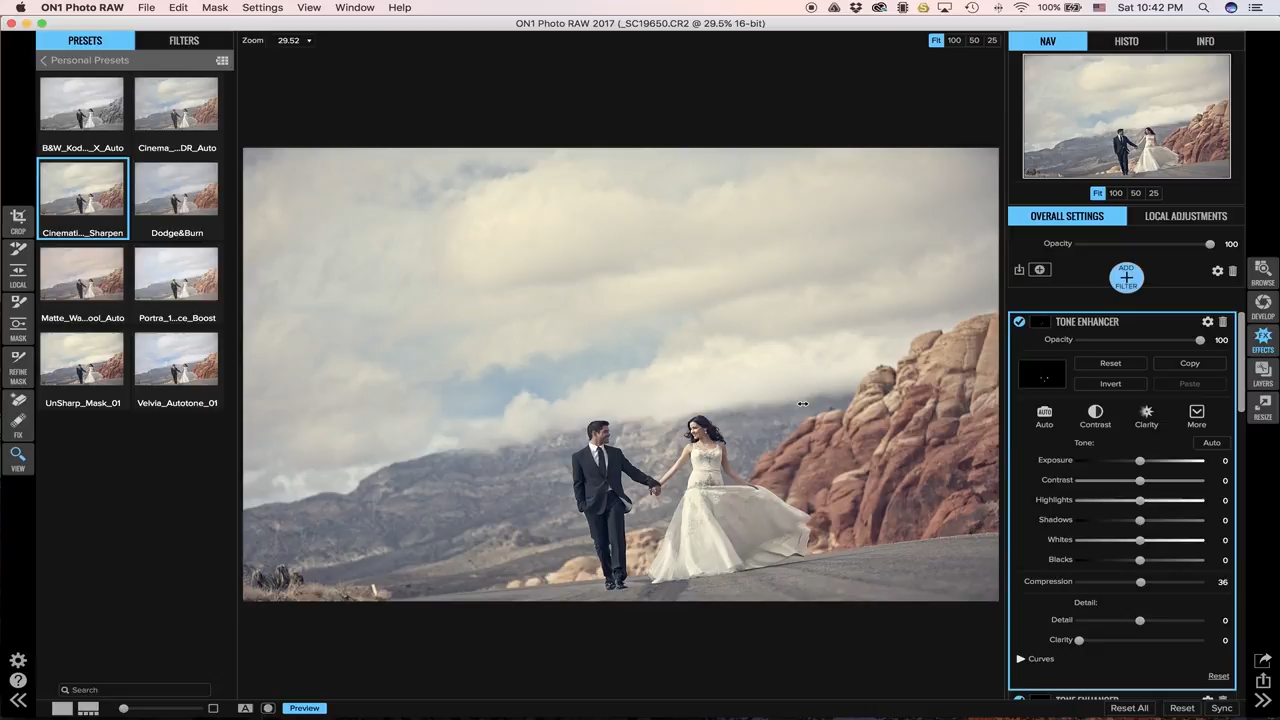 ON1 Photo RAW File Edit Mask Settings View Window Help 100% Sat 10:42 PM
ON1 Photo RAW 2017 (_SC19650.CR2 @ 29.5% 16-bit)
PRESETS FILTERS
Zoom 29.52
Fit 100 50 25
NAV HISTO INFO
Personal Presets
B&W_Kod..._X_Auto Cinema_...DR_Auto
Cinemati..._Sharpen Dodge&Burn
Matte_Wa...ool_Auto Portra_1...ce_Boost
UnSharp_Mask_01 Velvia_Autotone_01
CROP
LOCAL
MASK
REFINE
MASK
FIX
VIEW
Search
A
Preview
Fit 100 50 25
OVERALL SETTINGS LOCAL ADJUSTMENTS
Opacity 100
ADD
FILTER
TONE ENHANCER
Opacity 100
Reset Copy
Invert Paste
AUTO
Auto Contrast Clarity More
Tone: Auto
Exposure 0
Contrast 0
Highlights 0
Shadows 0
Whites 0
Blacks 0
Compression 36
Detail:
Detail 0
Clarity 0
Curves
Reset
TONE ENHANCER
Reset All Reset Sync
BROWSE
DEVELOP
EX
EFFECTS
LAYERS
RESIZE